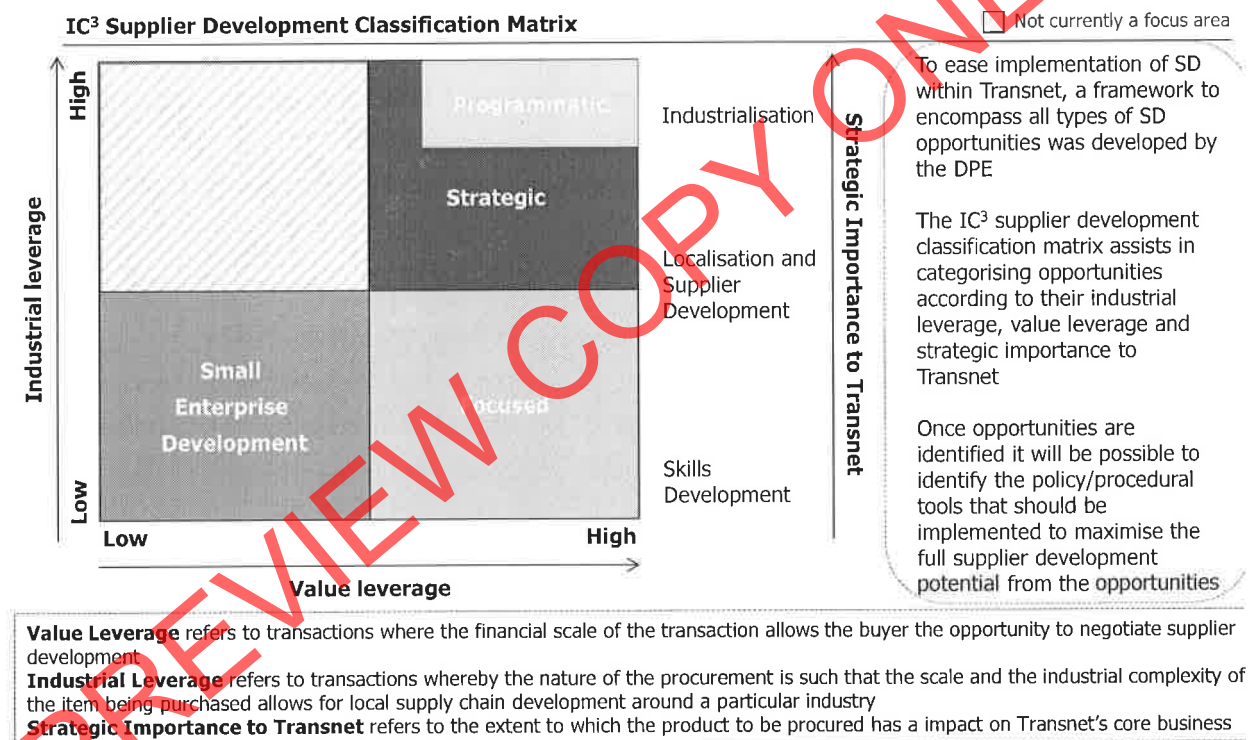 IC³ Supplier Development Classification Matrix
Not currently a focus area
High
Industrial leverage
Low
Programmatic
Strategic
Small
Enterprise
Development
Focused
Low
High
Value leverage
Industrialisation
Localisation and
Supplier
Development
Skills
Development
Strategic Importance to Transnet
To ease implementation of SD
within Transnet, a framework to
encompass all types of SD
opportunities was developed by
the DPE
The IC³ supplier development
classification matrix assists in
categorising opportunities
according to their industrial
leverage, value leverage and
strategic importance to
Transnet
Once opportunities are
identified it will be possible to
identify the policy/procedural
tools that should be
implemented to maximise the
full supplier development
potential from the opportunities
Value Leverage refers to transactions where the financial scale of the transaction allows the buyer the opportunity to negotiate supplier
development
Industrial Leverage refers to transactions whereby the nature of the procurement is such that the scale and the industrial complexity of
the item being purchased allows for local supply chain development around a particular industry
Strategic Importance to Transnet refers to the extent to which the product to be procured has a impact on Transnet's core business
PREVIEW COPY ONL